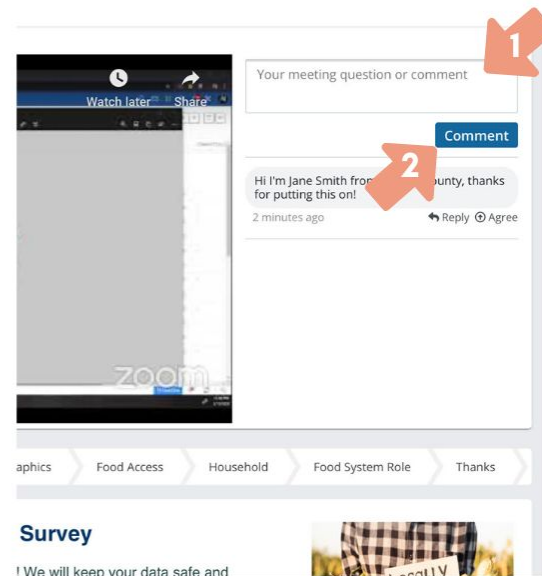 1
Your meeting question or comment
Watch later Share
Comment
2
Hi I'm Jane Smith from unty, thanks
for putting this on!
2 minutes ago Reply Agree
zoom
aphics Food Access Household Food System Role Thanks
Survey
! We will keep your data safe and